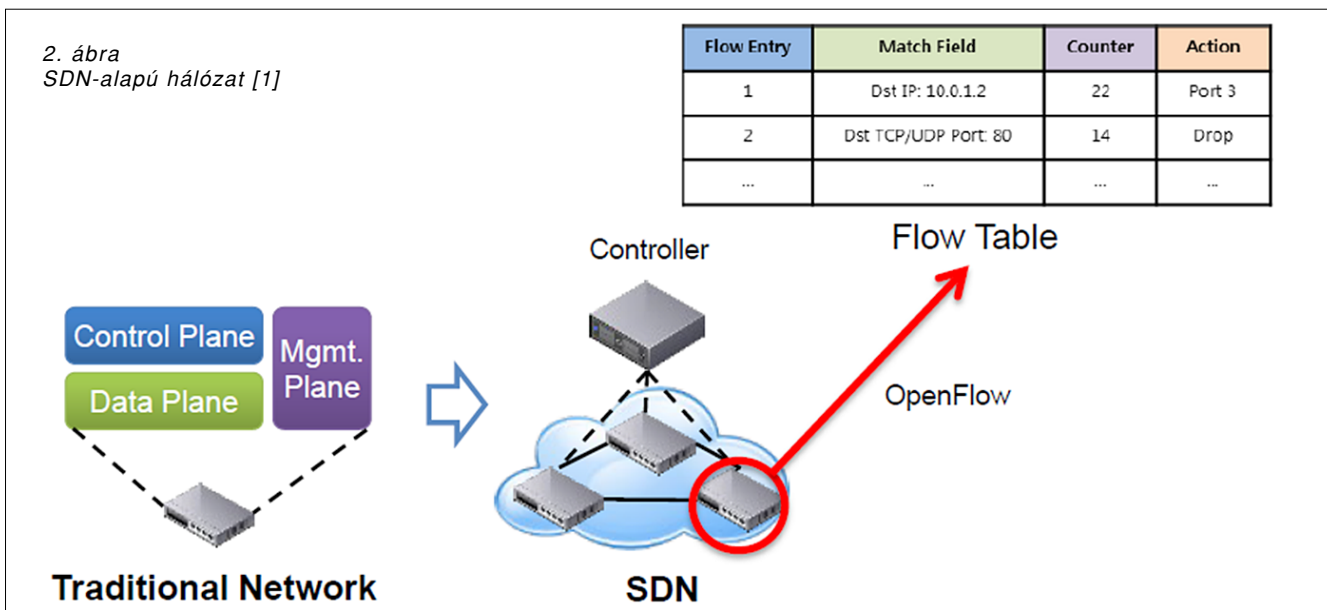 2. ábra
SDN-alapú hálózat [1]
Flow Entry Match Field Counter Action
1 Dst IP: 10.0.1.2 22 Port 3
2 Dst TCP/UDP Port: 80 14 Drop
... ... ... ...
Flow Table
Controller
Control Plane
Data Plane
Mgmt.
Plane
OpenFlow
Traditional Network
SDN